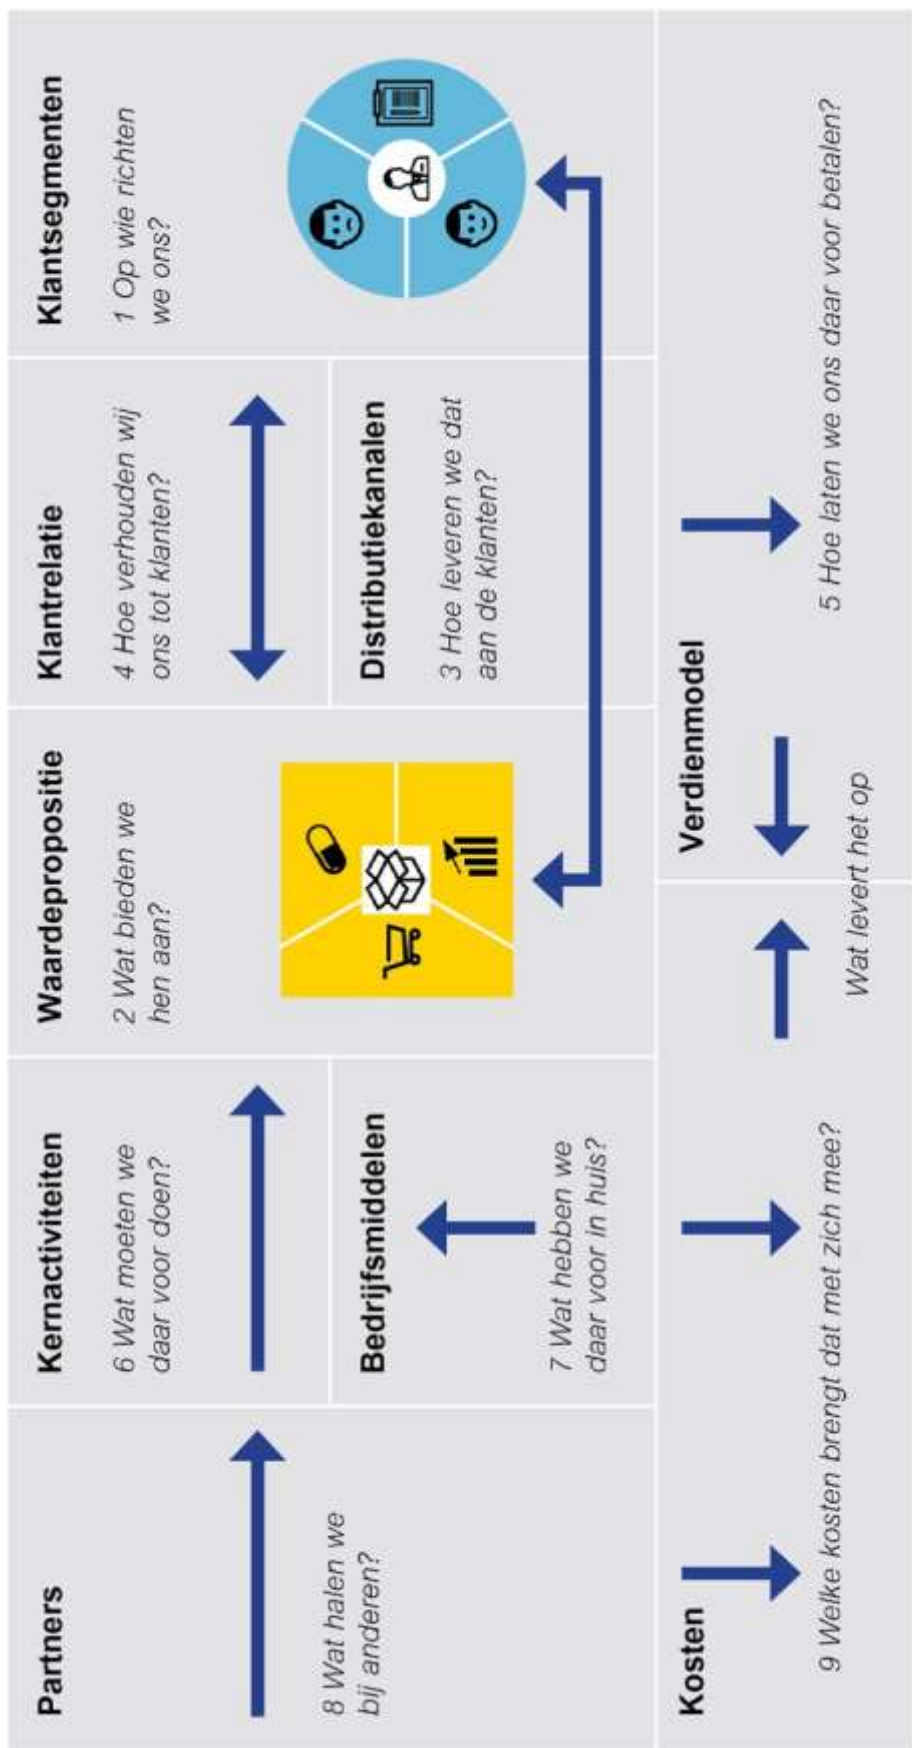 Partners
8 Wat halen we
bij anderen?
Kernactiviteiten
6 Wat moeten we
daar voor doen?
Bedrijfsmiddelen
7 Wat hebben we
daar voor in huis?
Waardepropositie
2 Wat bieden we
hen aan?
Klantrelatie
4 Hoe verhouden wij
ons tot klanten?
Distributiekanalen
3 Hoe leveren we dat
aan de klanten?
Klantsegmenten
1 Op wie richten
we ons?
Kosten
9 Welke kosten brengt dat met zich mee?
Wat levert het op
Verdienmodel
5 Hoe laten we ons daar voor betalen?